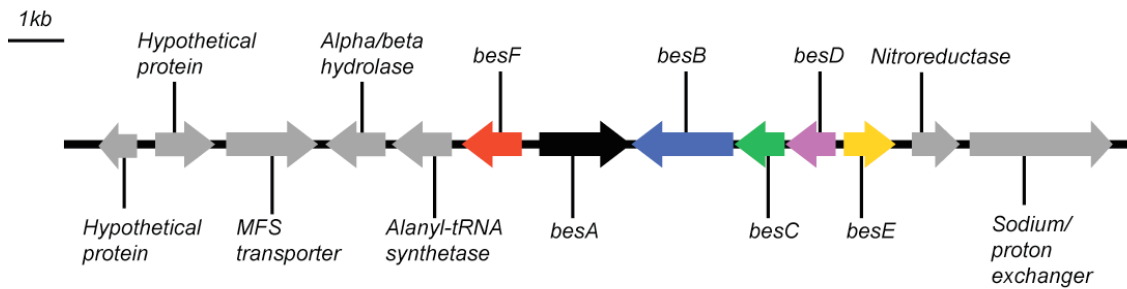 1kb
Hypothetical
protein
Alpha/beta
hydrolase
besF
besB
besD
Nitroreductase
Hypothetical
protein
MFS
transporter
Alanyl-tRNA
synthetase
besA
besC
besE
Sodium/
proton
exchanger